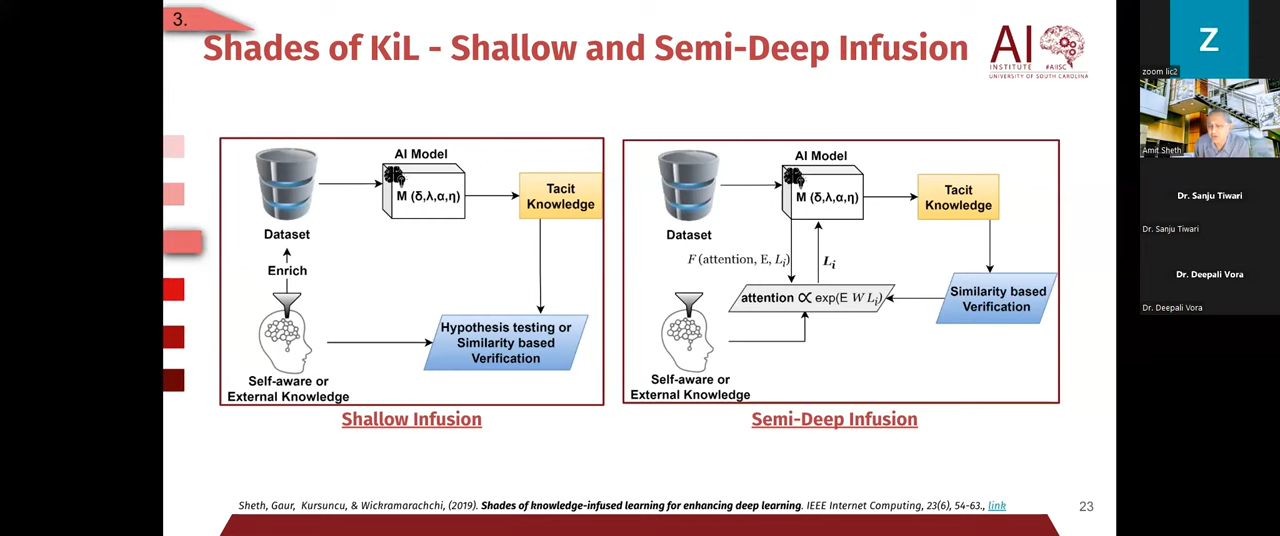 3.
Shades of KiL - Shallow and Semi-Deep Infusion
AI
INSTITUTE
#AIISC
UNIVERSITY OF SOUTH CAROLINA
AI Model
M (δ,λ,α,η)
Tacit
Knowledge
Dataset
Enrich
Hypothesis testing or
Similarity based
Verification
Self-aware or
External Knowledge
Shallow Infusion
AI Model
M (δ,λ,α,η)
Tacit
Knowledge
Dataset
F (attention, E, Li)
Li
attention ∝ exp(E W Li)
Similarity based
Verification
Self-aware or
External Knowledge
Semi-Deep Infusion
Sheth, Gaur, Kursuncu, & Wickramarachchi, (2019). Shades of knowledge-infused learning for enhancing deep learning. IEEE Internet Computing, 23(6), 54-63., link
23
Z
zoom lic2
Amit Sheth
Dr. Sanju Tiwari
Dr. Sanju Tiwari
Dr. Deepali Vora
Dr. Deepali Vora